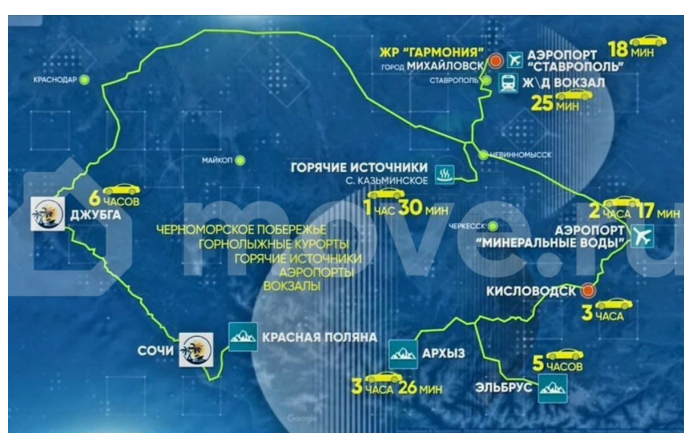 ЖР "ГАРМОНИЯ"
ГОРОД МИХАЙЛОВСК
АЭРОПОРТ
"СТАВРОПОЛЬ"
18 МИН
КРАСНОДАР
СТАВРОПОЛЬ
Ж\Д ВОКЗАЛ
25 МИН
МАЙКОП
НЕВИННОМЫССК
ГОРЯЧИЕ ИСТОЧНИКИ
С. КАЗЬМИНСКОЕ
1 ЧАС 30 МИН
6 ЧАСОВ
ДЖУБГА
2 ЧАСА 17 МИН
ЧЕРКЕССК
АЭРОПОРТ
"МИНЕРАЛЬНЫЕ ВОДЫ"
ЧЕРНОМОРСКОЕ ПОБЕРЕЖЬЕ
ГОРНОЛЫЖНЫЕ КУРОРТЫ
ГОРЯЧИЕ ИСТОЧНИКИ
АЭРОПОРТЫ
ВОКЗАЛЫ
move.ru
КИСЛОВОДСК
3 ЧАСА
СОЧИ
КРАСНАЯ ПОЛЯНА
АРХЫЗ
3 ЧАСА 26 МИН
5 ЧАСОВ
ЭЛЬБРУС
Google